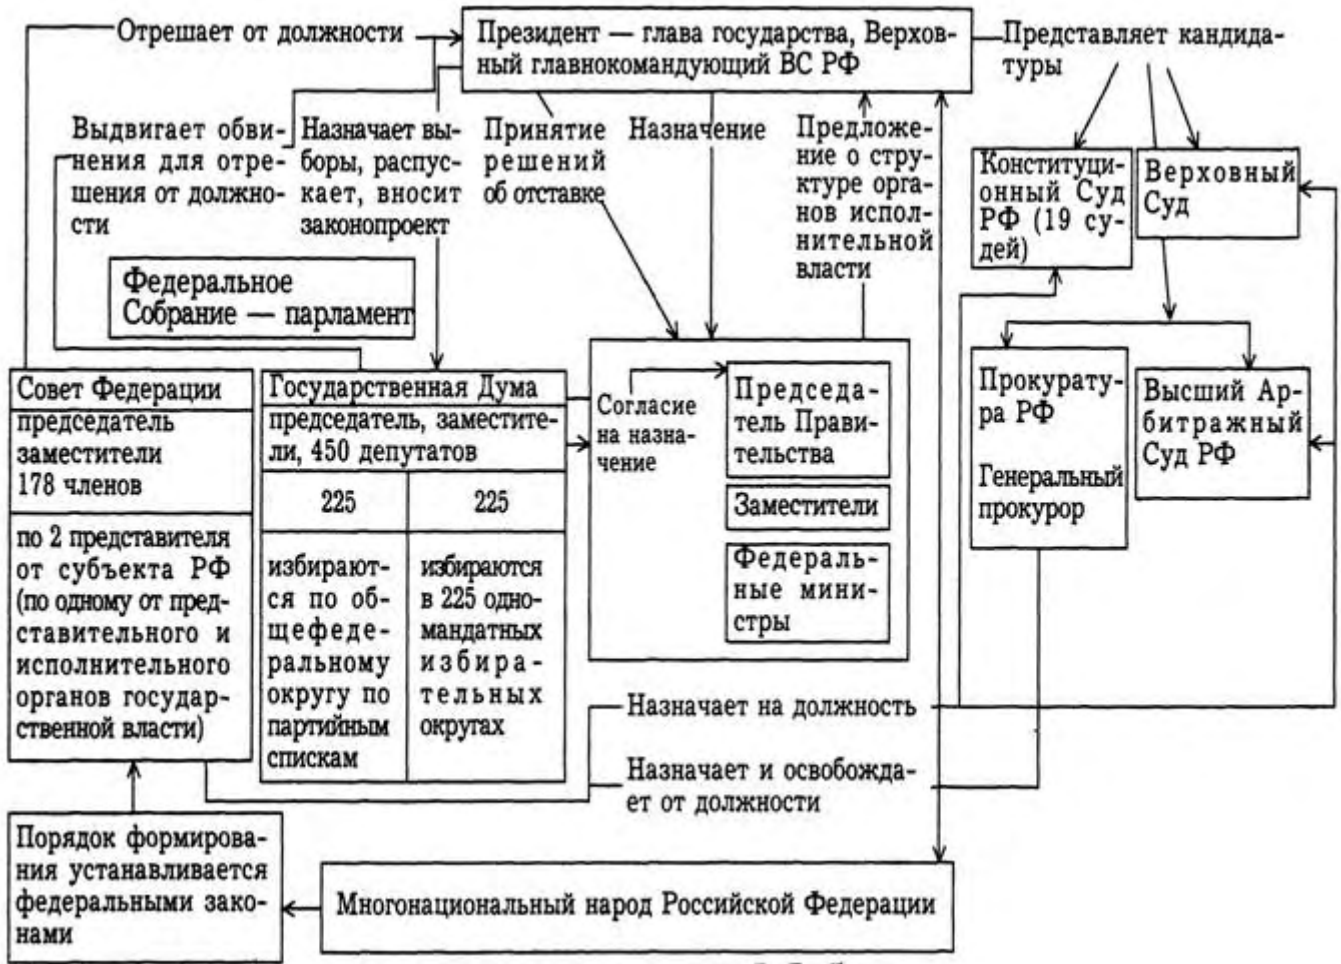 Отрешает от должности
Президент — глава государства, Верхов-
ный главнокомандующий ВС РФ
Представляет кандида-
туры
Выдвигает обви-
нения для отре-
шения от должно-
сти
Назначает вы-
боры, распус-
кает, вносит
законопроект
Принятие
решений
об отставке
Назначение
Предложе-
ние о стру-
ктуре орга-
нов испол-
нительной
власти
Конституци-
онный Суд
РФ (19 су-
дей)
Верховный
Суд
Федеральное
Собрание — парламент
Совет Федерации
председатель
заместители
178 членов
по 2 представителя
от субъекта РФ
(по одному от пред-
ставительного и
исполнительного
органов государ-
ственной власти)
Государственная Дума
председатель, заместите-
ли, 450 депутатов
225
225
избирают-
ся по об-
щефеде-
ральному
округу по
партийным
спискам
избираются
в 225 одно-
мандатных
избира-
тельных
округах
Согласие
на назна-
чение
Председа-
тель Прави-
тельства
Заместители
Федераль-
ные мини-
стры
Прокурату-
ра РФ
Генеральный
прокурор
Высший Ар-
битражный
Суд РФ
Назначает на должность
Назначает и освобожда-
ет от должности
Порядок формирова-
ния устанавливается
федеральными зако-
нами
Многонациональный народ Российской Федерации